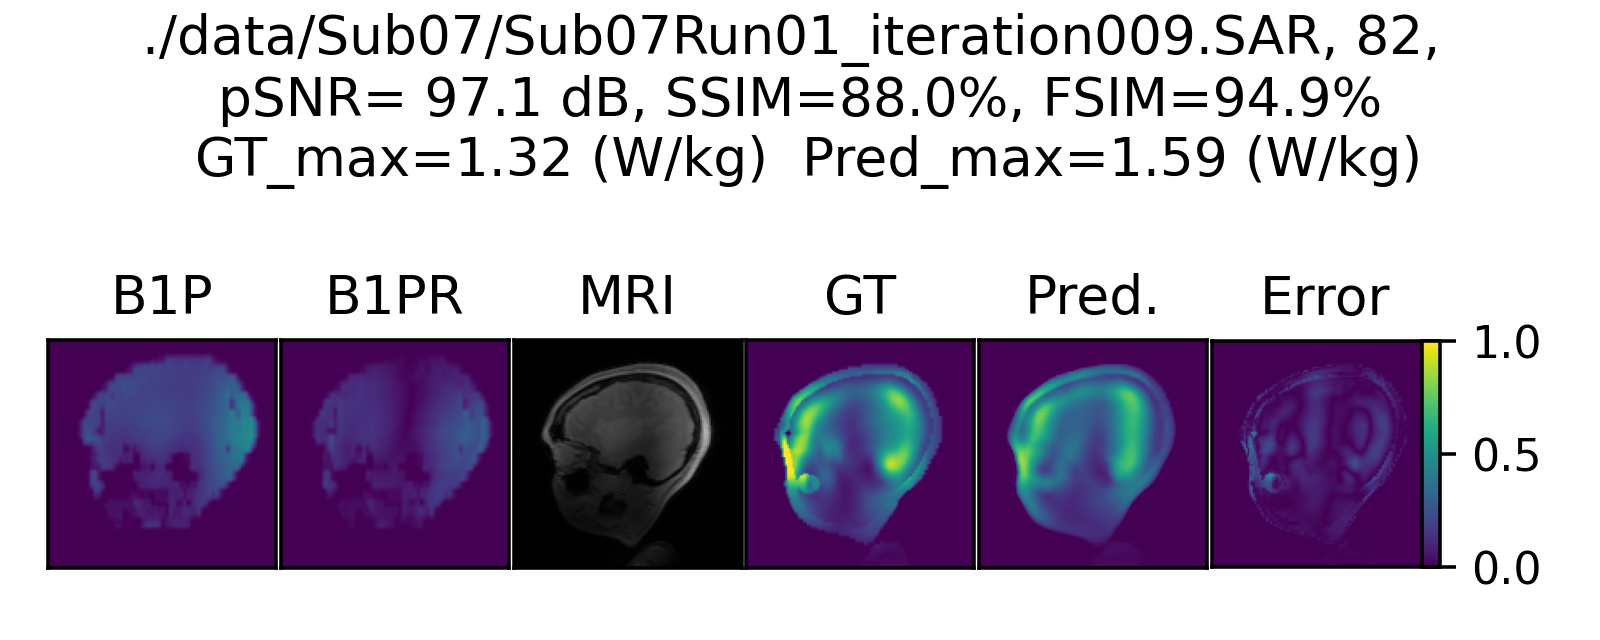 ./data/Sub07/Sub07Run01_iteration009.SAR, 82,
pSNR= 97.1 dB, SSIM=88.0%, FSIM=94.9%
GT_max=1.32 (W/kg)  Pred_max=1.59 (W/kg)
B1P B1PR MRI GT Pred. Error
1.0
0.5
0.0